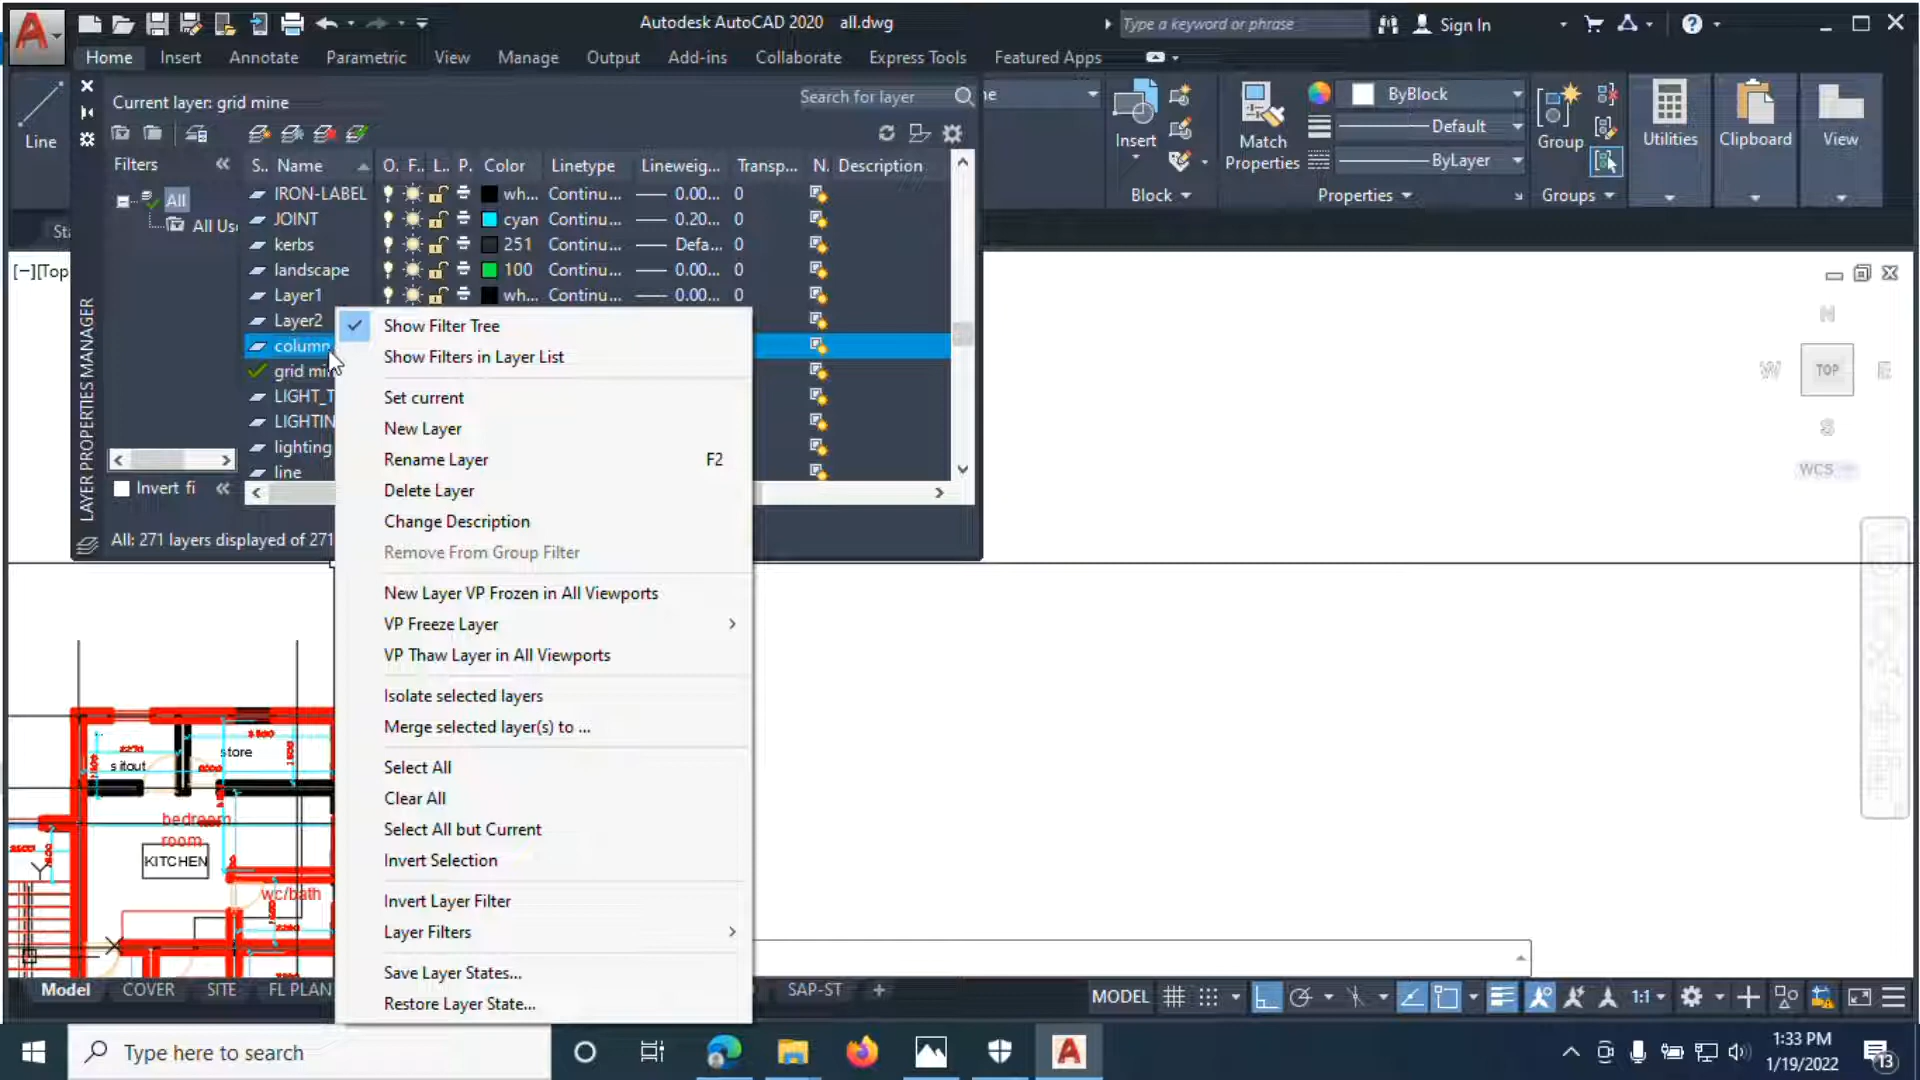 Autodesk AutoCAD 2020 all.dwg
Type a keyword or phrase
Sign In
Home Insert Annotate Parametric View Manage Output Add-ins Collaborate Express Tools Featured Apps
Line
Current layer: grid mine
Search for layer
Insert
Match
Properties
ByBlock
Default
ByLayer
Group
Utilities
Clipboard
View
Block
Properties
Groups
Filters
S.. Name O. F.. L.. P. Color Linetype Lineweig... Transp... N. Description
All
IRON-LABEL wh... Continu... 0.00... 0
JOINT cyan Continu... 0.20... 0
kerbs 251 Continu... Defa... 0
landscape 100 Continu... 0.00... 0
Layer1 wh... Continu... 0.00... 0
Layer2
column
grid mi
LIGHT_T
LIGHTIN
lighting
line
[−][Top
Invert fi
LAYER PROPERTIES MANAGER
All: 271 layers displayed of 271
Show Filter Tree
Show Filters in Layer List
Set current
New Layer
Rename Layer F2
Delete Layer
Change Description
Remove From Group Filter
New Layer VP Frozen in All Viewports
VP Freeze Layer
VP Thaw Layer in All Viewports
Isolate selected layers
Merge selected layer(s) to ...
Select All
Clear All
Select All but Current
Invert Selection
Invert Layer Filter
Layer Filters
Save Layer States...
Restore Layer State...
N
W TOP E
S
WCS
store
sitout
bedroom
room
KITCHEN
wc/bath
Y
X
Model COVER SITE FL PLAN SAP-ST
MODEL 1:1
Type here to search
1:33 PM
1/19/2022
13